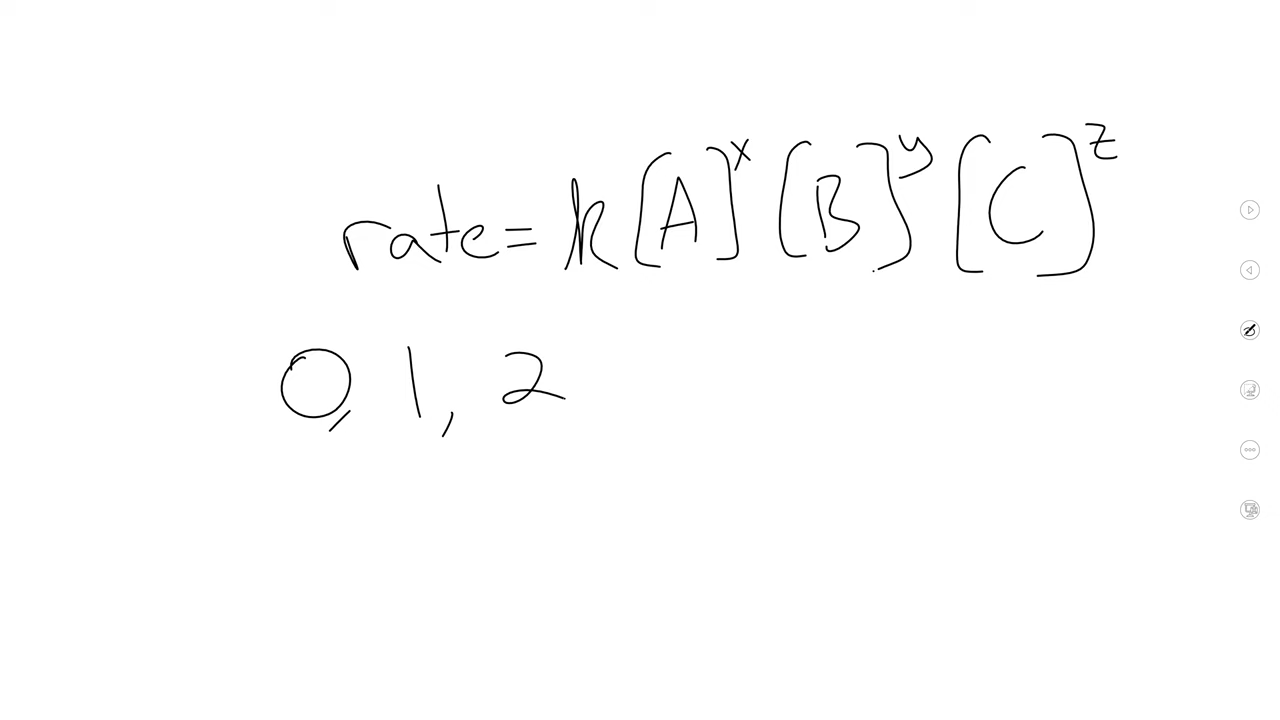 rate = k[A]^x [B]^y [C]^z
0, 1, 2